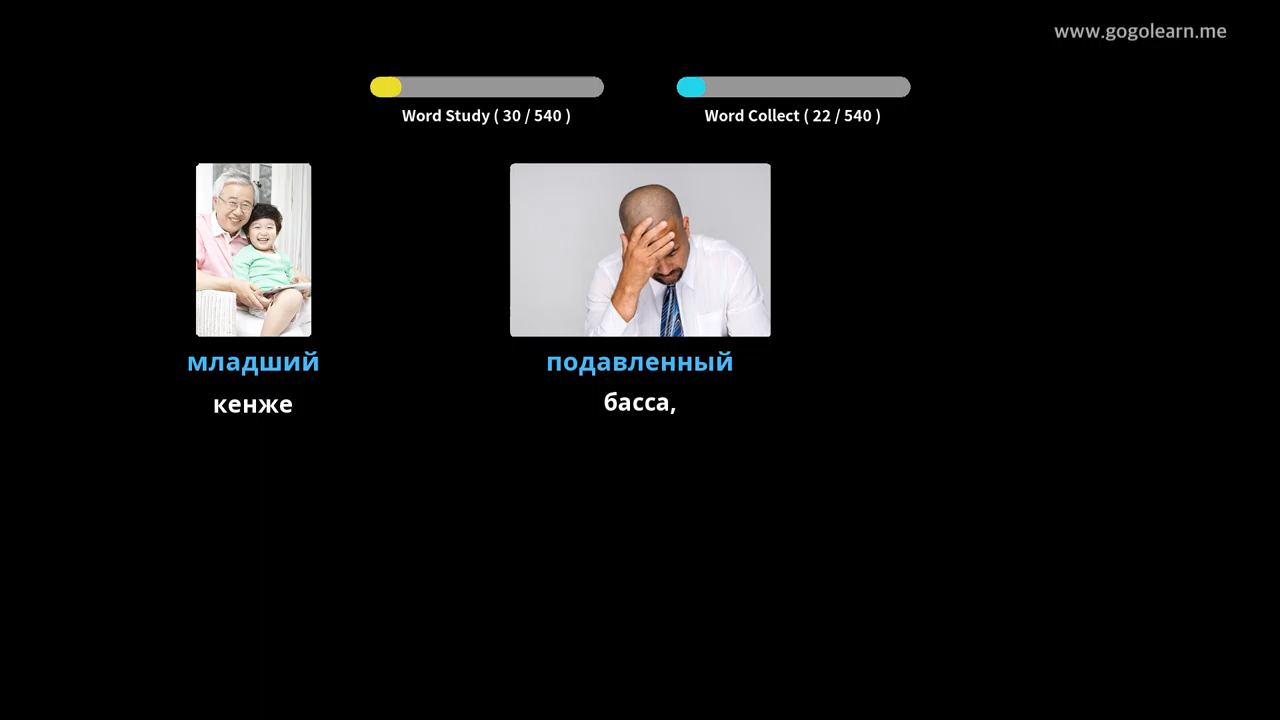 www.gogolearn.me
Word Study ( 30 / 540 )
Word Collect ( 22 / 540 )
младший
кенже
подавленный
басса,